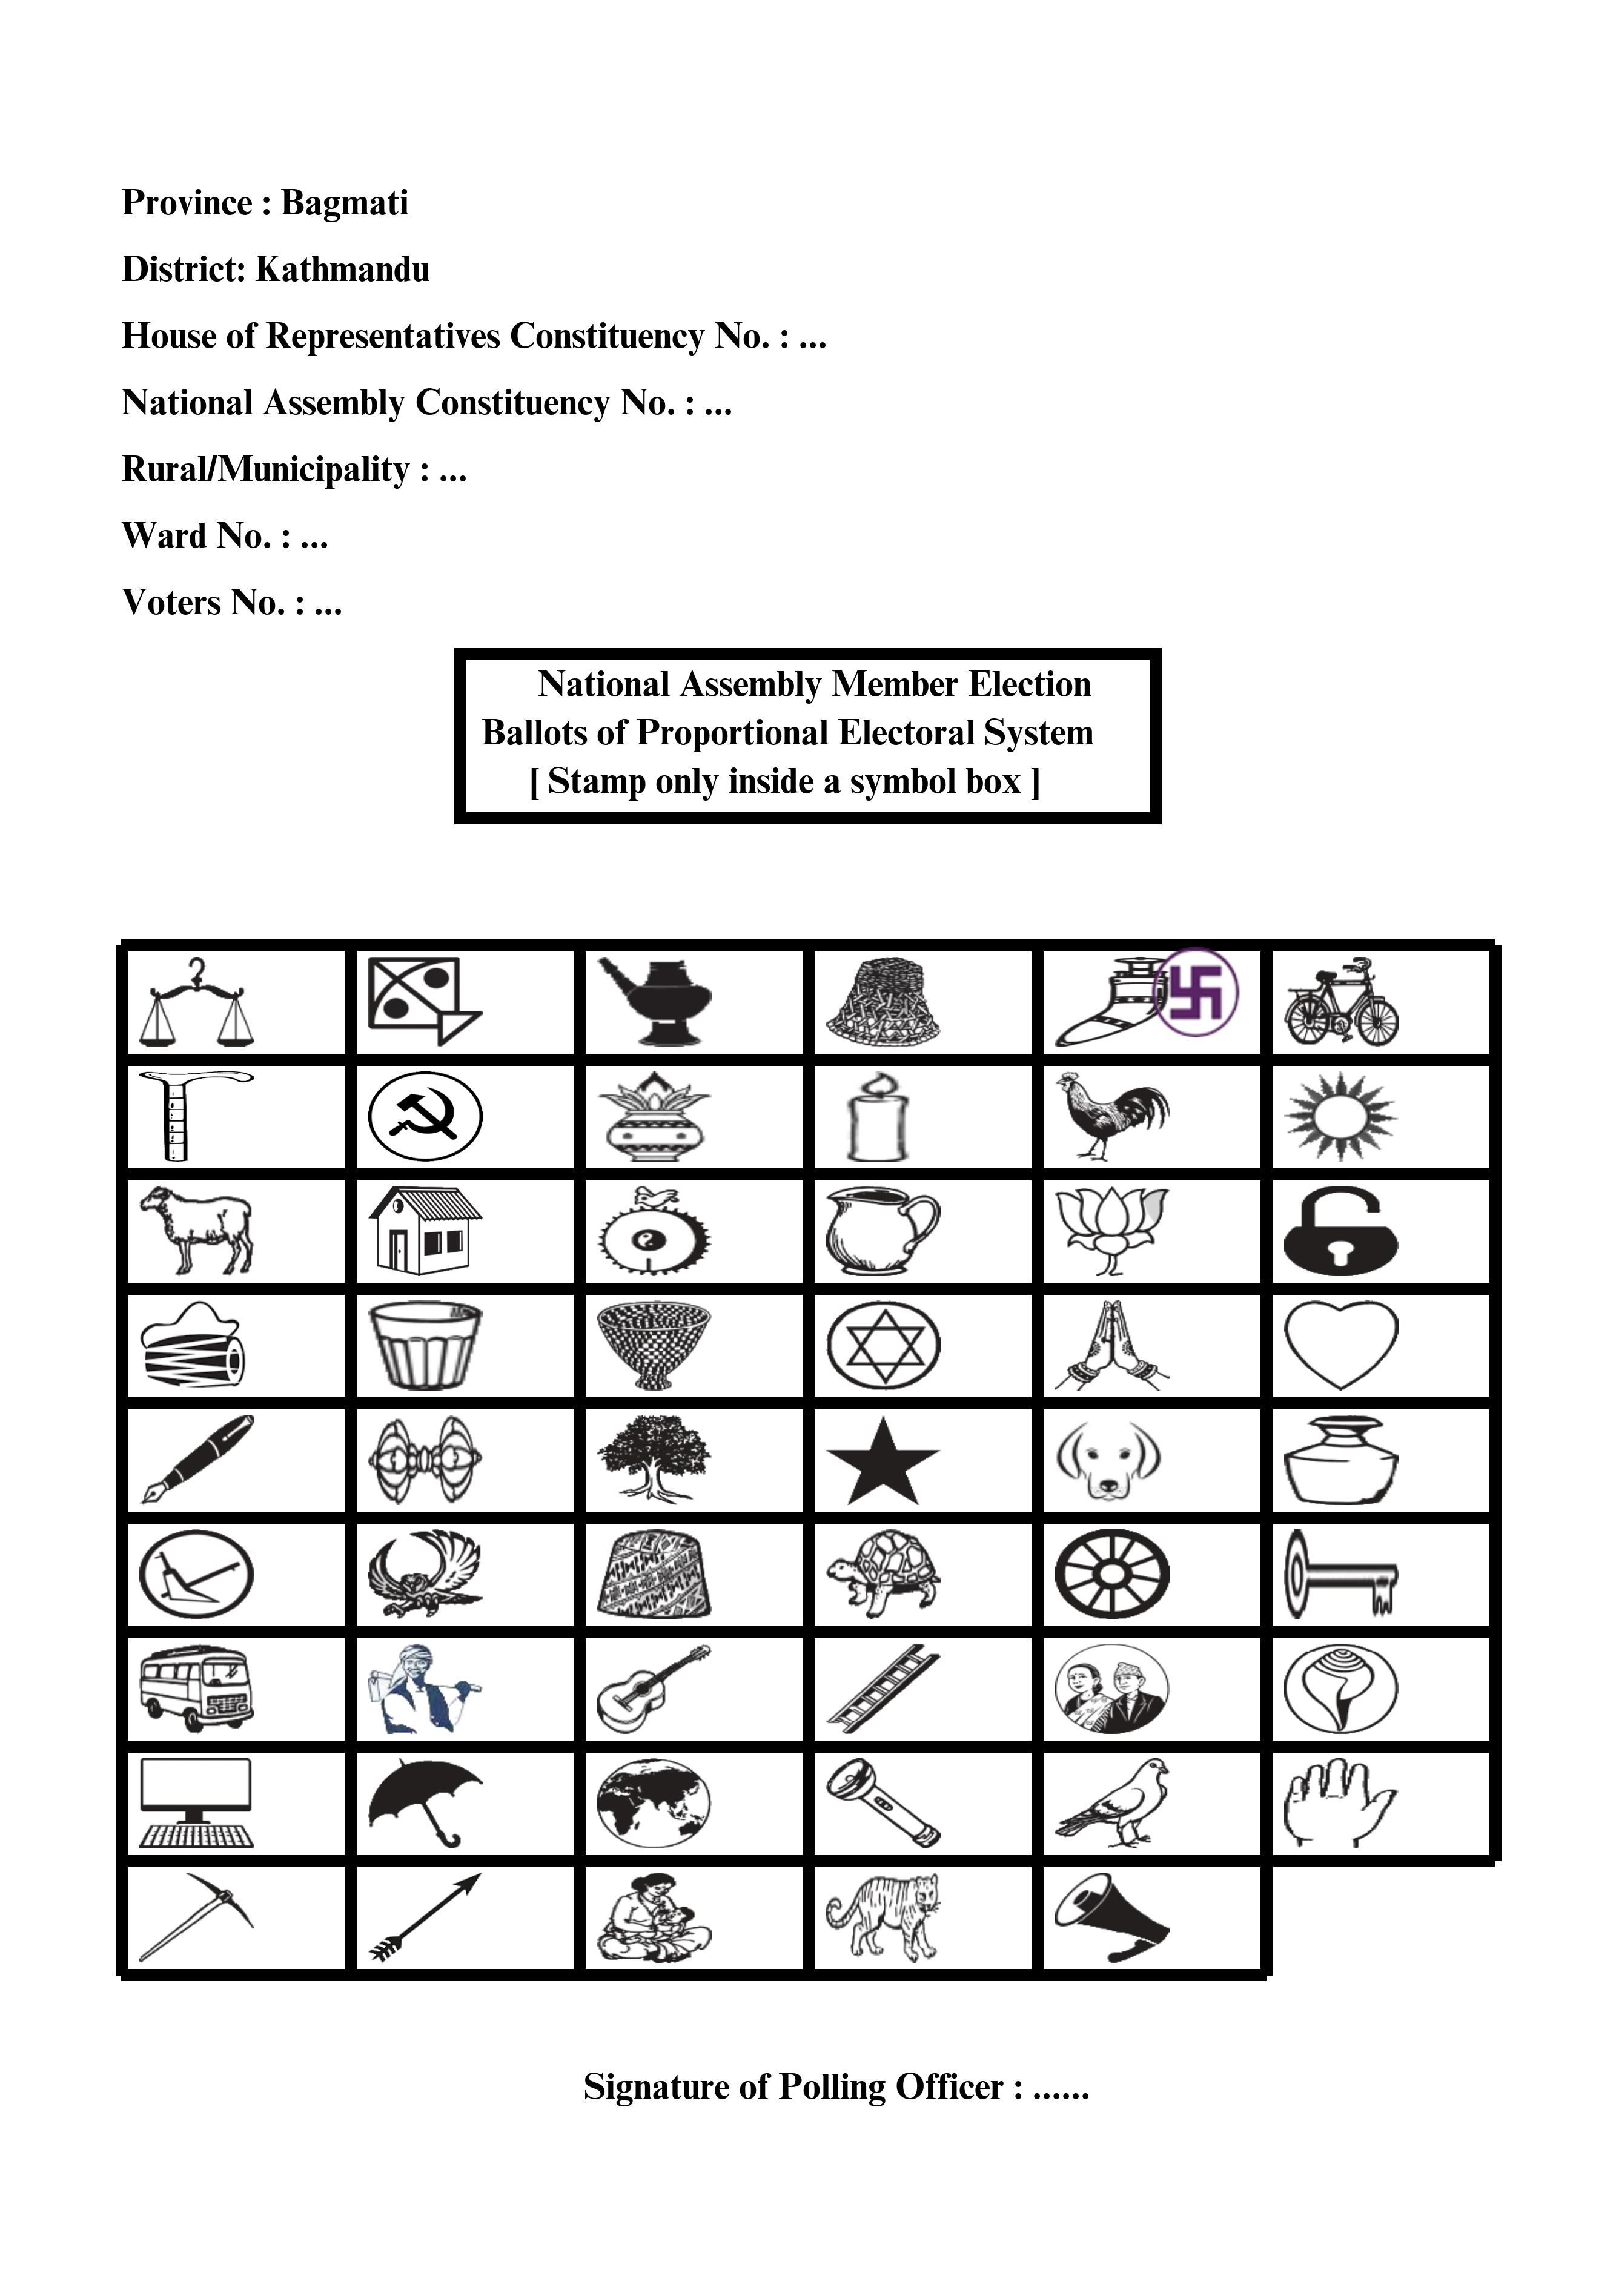 Province : Bagmati
District: Kathmandu
House of Representatives Constituency No. : ...
National Assembly Constituency No. : ...
Rural/Municipality : ...
Ward No. : ...
Voters No. : ...
National Assembly Member Election
Ballots of Proportional Electoral System
[ Stamp only inside a symbol box ]
Signature of Polling Officer : ......